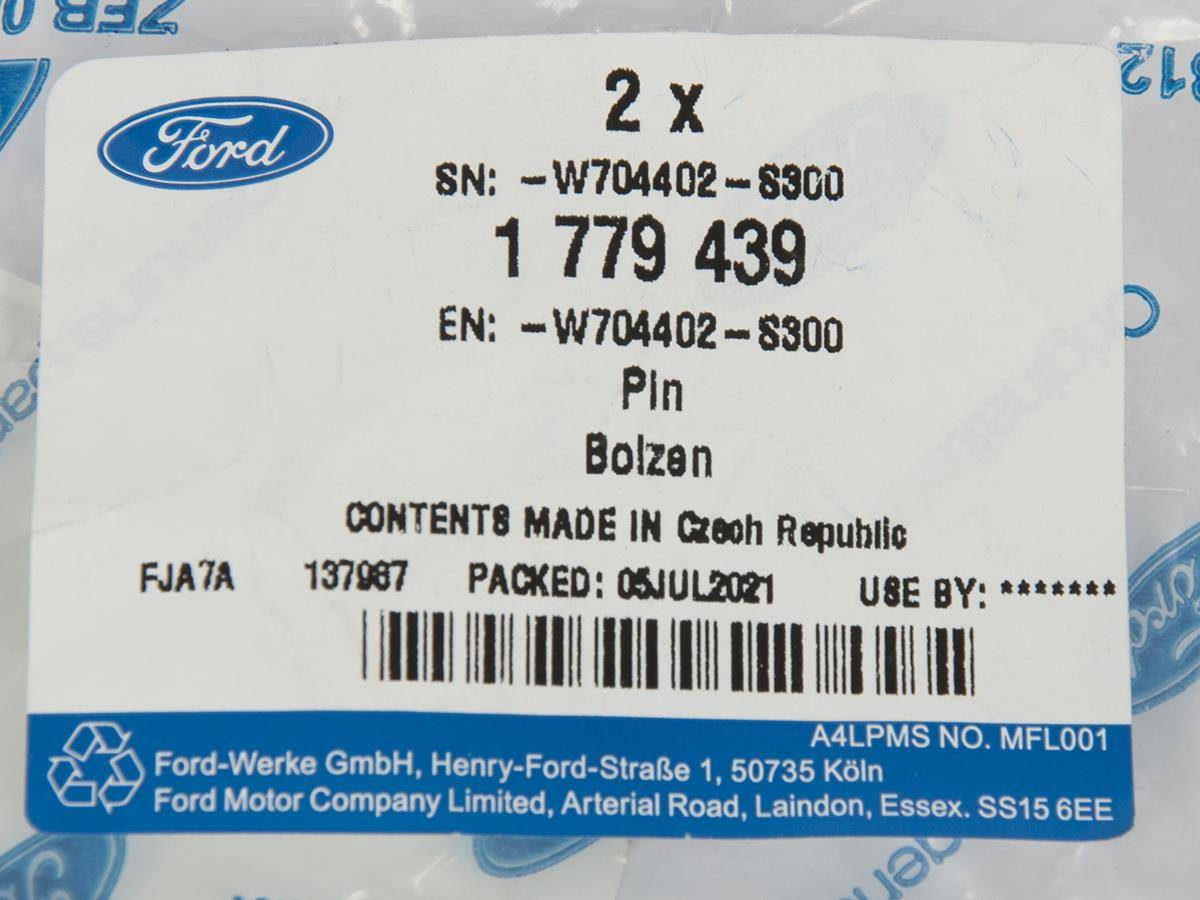 Ford
2 x
SN: -W704402-S300
1 779 439
EN: -W704402-S300
Pin
Bolzen
CONTENTS MADE IN Czech Republic
FJA7A 137987 PACKED: 05JUL2021 USE BY: *******
A4LPMS NO. MFL001
Ford-Werke GmbH, Henry-Ford-Straße 1, 50735 Köln
Ford Motor Company Limited, Arterial Road, Laindon, Essex. SS15 6EE